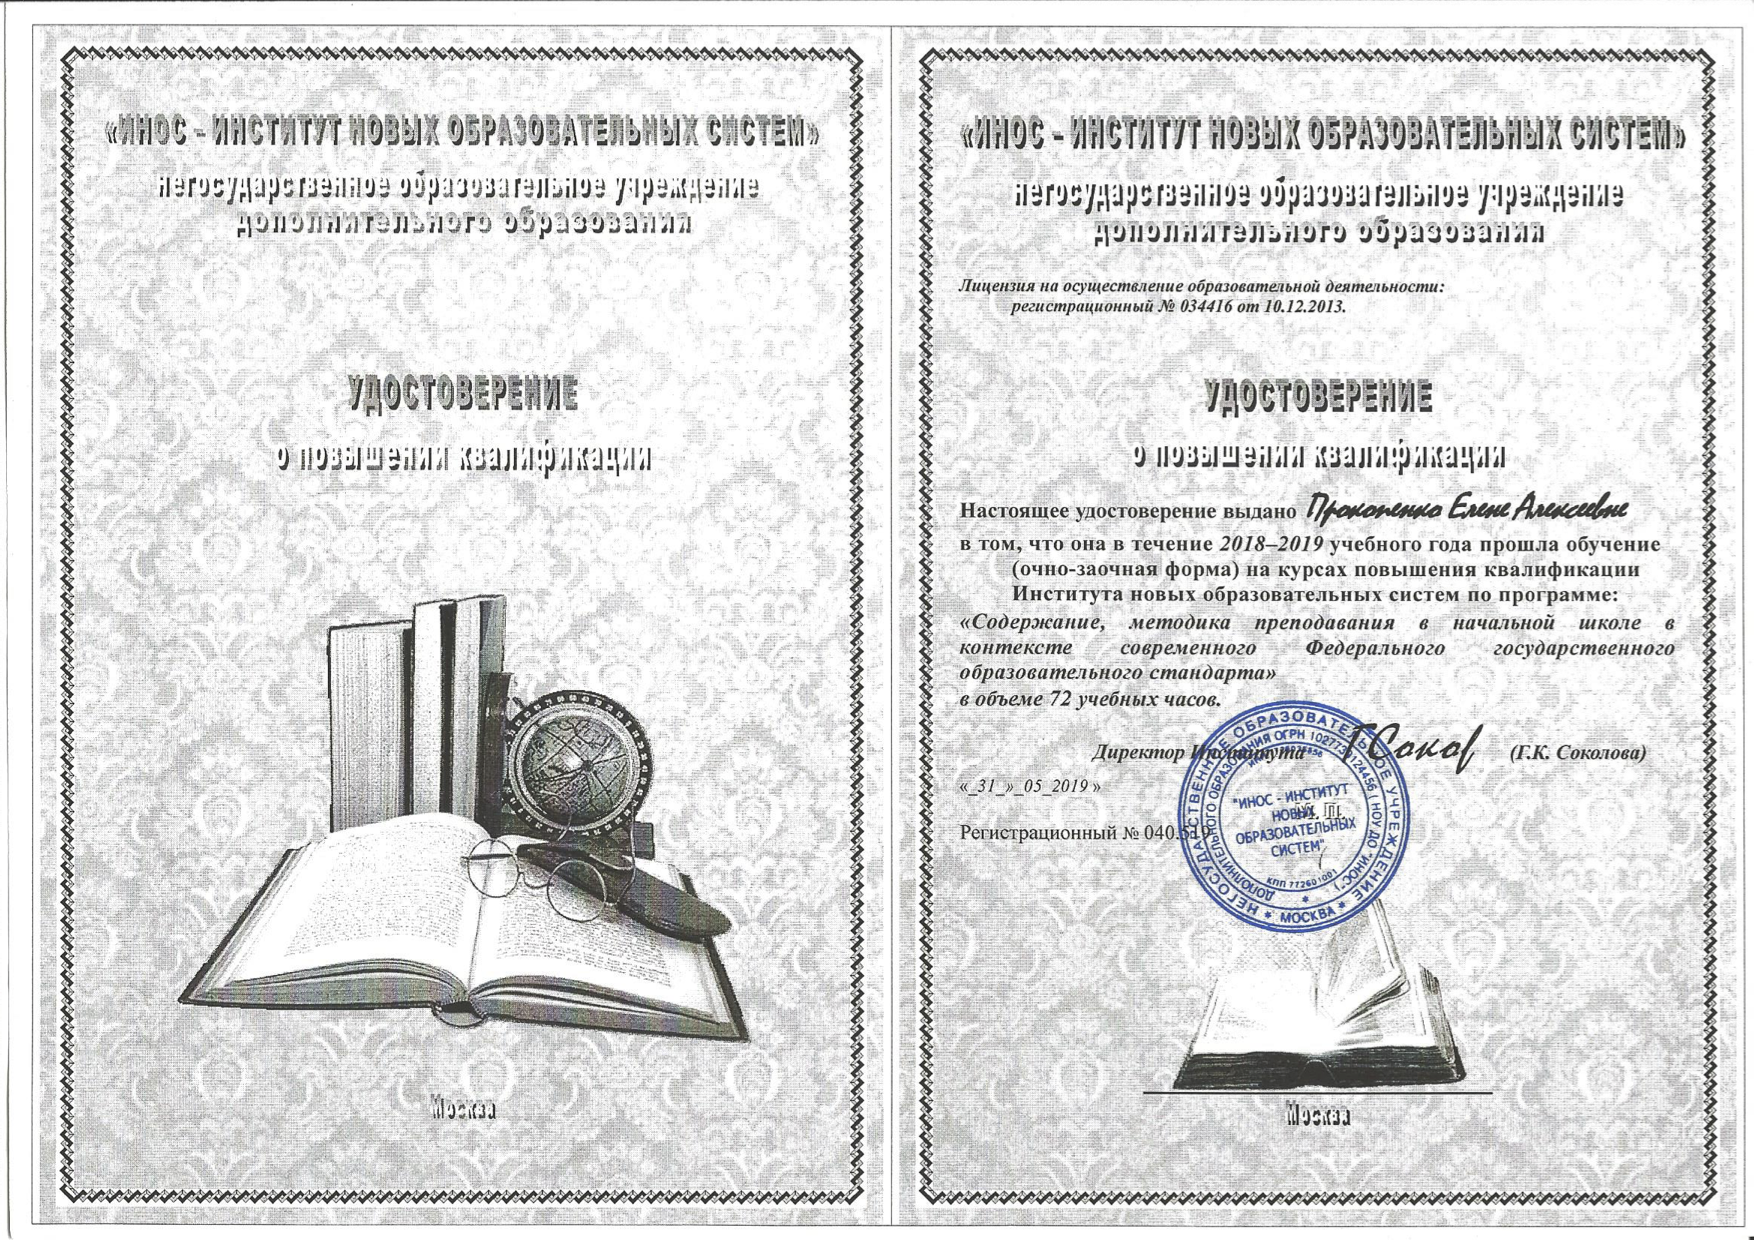 «ИНОС – ИНСТИТУТ НОВЫХ ОБРАЗОВАТЕЛЬНЫХ СИСТЕМ»
негосударственное образовательное учреждение
дополнительного образования
УДОСТОВЕРЕНИЕ
о повышении квалификации
Москва
«ИНОС – ИНСТИТУТ НОВЫХ ОБРАЗОВАТЕЛЬНЫХ СИСТЕМ»
негосударственное образовательное учреждение
дополнительного образования
Лицензия на осуществление образовательной деятельности:
регистрационный № 034416 от 10.12.2013.
УДОСТОВЕРЕНИЕ
о повышении квалификации
Настоящее удостоверение выдано Прокопенко Елене Алексеевне
в том, что она в течение 2018–2019 учебного года прошла обучение
(очно-заочная форма) на курсах повышения квалификации
Института новых образовательных систем по программе:
«Содержание, методика преподавания в начальной школе в
контексте современного Федерального государственного
образовательного стандарта»
в объеме 72 учебных часов.
Директор Института ГСокол (Г.К. Соколова)
«_31_»_05_2019 »
М. П.
Регистрационный № 040.519
НЕГОСУДАРСТВЕННОЕ ОБРАЗОВАТЕЛЬНОЕ УЧРЕЖДЕНИЕ * МОСКВА *
ДОПОЛНИТЕЛЬНОГО ОБРАЗОВАНИЯ ОГРН 1027739124456 ( НОУ ДО "ИНОС" ) *
КПП 772601001
"ИНОС - ИНСТИТУТ
НОВЫХ
ОБРАЗОВАТЕЛЬНЫХ
СИСТЕМ"
Москва